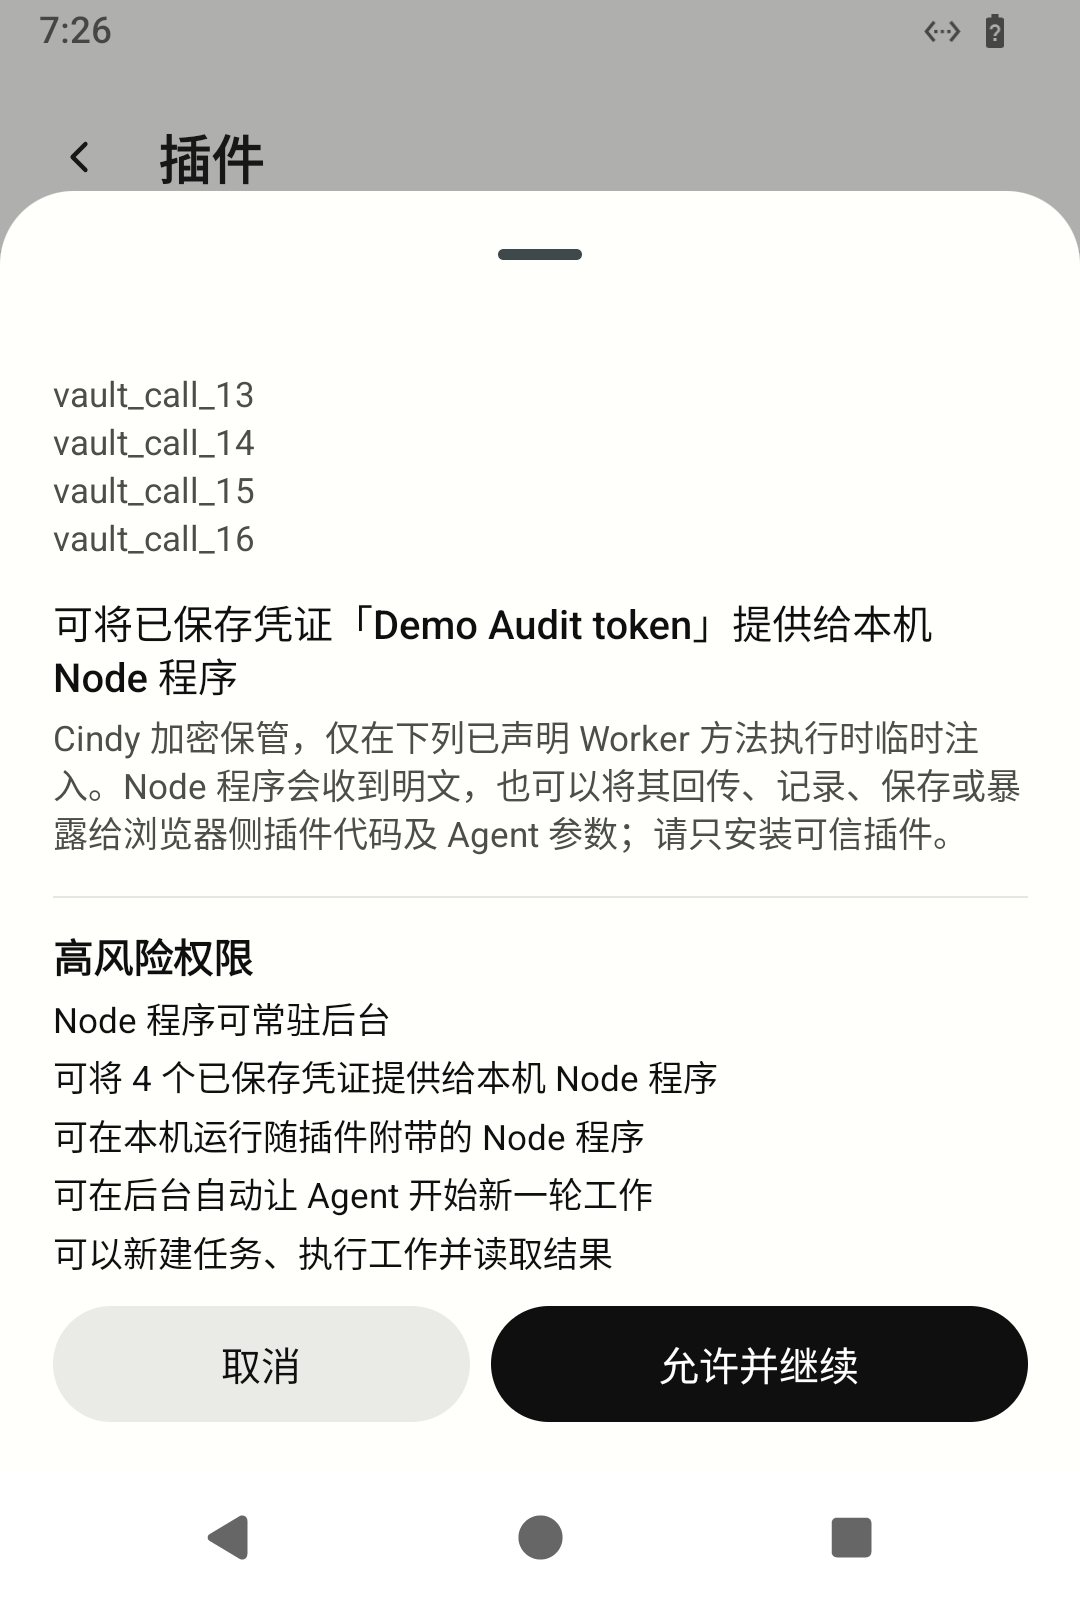 7:26
插件
vault_call_13
vault_call_14
vault_call_15
vault_call_16
可将已保存凭证「Demo Audit token」提供给本机
Node 程序
Cindy 加密保管，仅在下列已声明 Worker 方法执行时临时注
入。Node 程序会收到明文，也可以将其回传、记录、保存或暴
露给浏览器侧插件代码及 Agent 参数；请只安装可信插件。
高风险权限
Node 程序可常驻后台
可将 4 个已保存凭证提供给本机 Node 程序
可在本机运行随插件附带的 Node 程序
可在后台自动让 Agent 开始新一轮工作
可以新建任务、执行工作并读取结果
取消
允许并继续